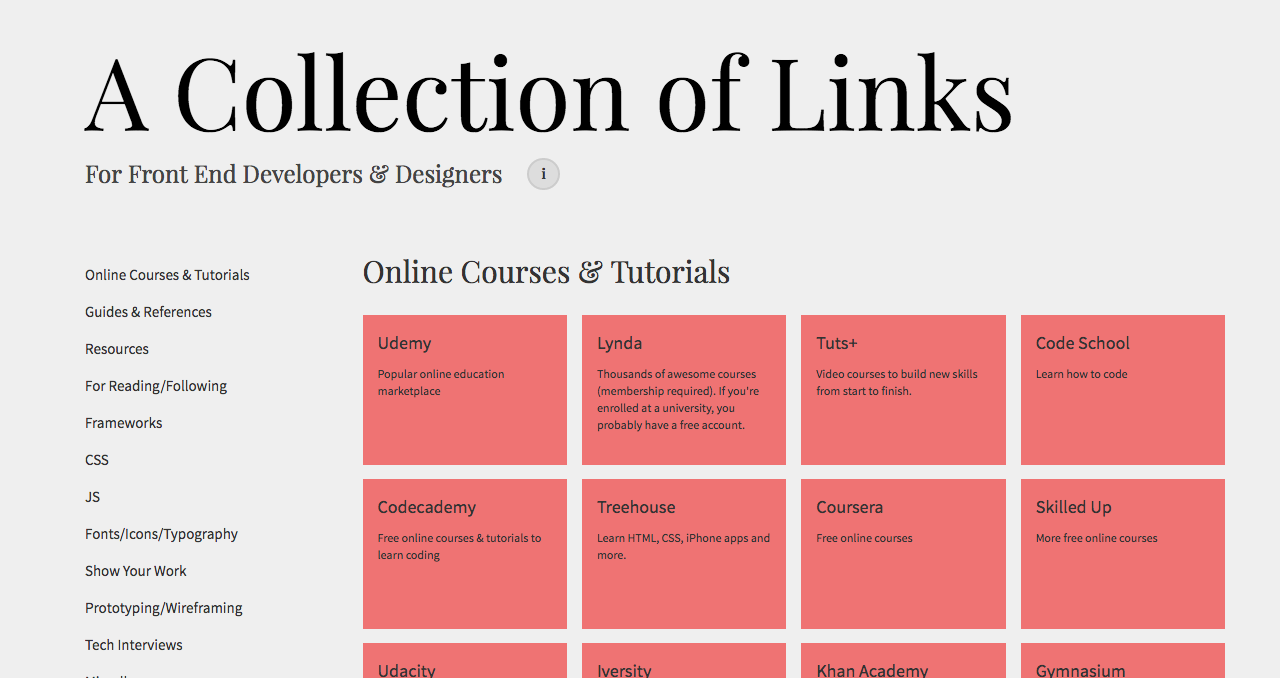 A Collection of Links
For Front End Developers & Designers
i
Online Courses & Tutorials
Guides & References
Resources
For Reading/Following
Frameworks
CSS
JS
Fonts/Icons/Typography
Show Your Work
Prototyping/Wireframing
Tech Interviews
Online Courses & Tutorials
Udemy
Popular online education
marketplace
Lynda
Thousands of awesome courses
(membership required). If you're
enrolled at a university, you
probably have a free account.
Tuts+
Video courses to build new skills
from start to finish.
Code School
Learn how to code
Codecademy
Free online courses & tutorials to
learn coding
Treehouse
Learn HTML, CSS, iPhone apps and
more.
Coursera
Free online courses
Skilled Up
More free online courses
Udacity
Iversity
Khan Academy
Gymnasium